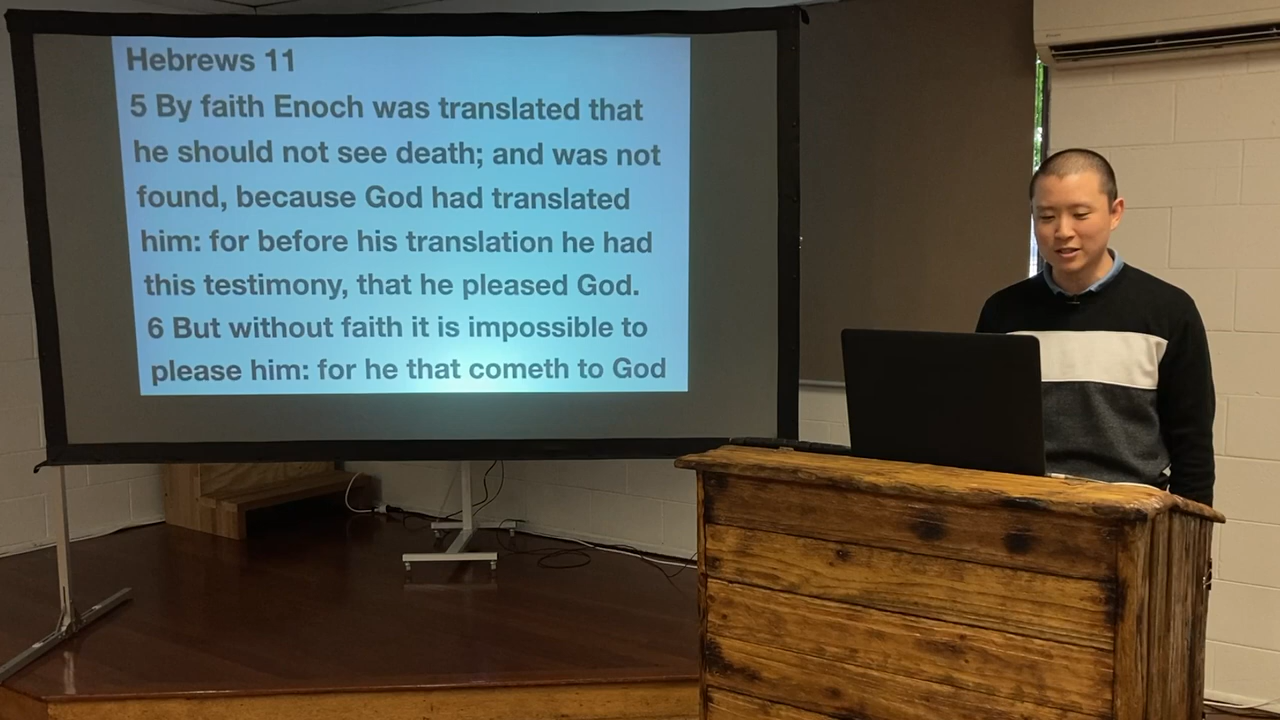 Hebrews 11
5 By faith Enoch was translated that
he should not see death; and was not
found, because God had translated
him: for before his translation he had
this testimony, that he pleased God.
6 But without faith it is impossible to
please him: for he that cometh to God